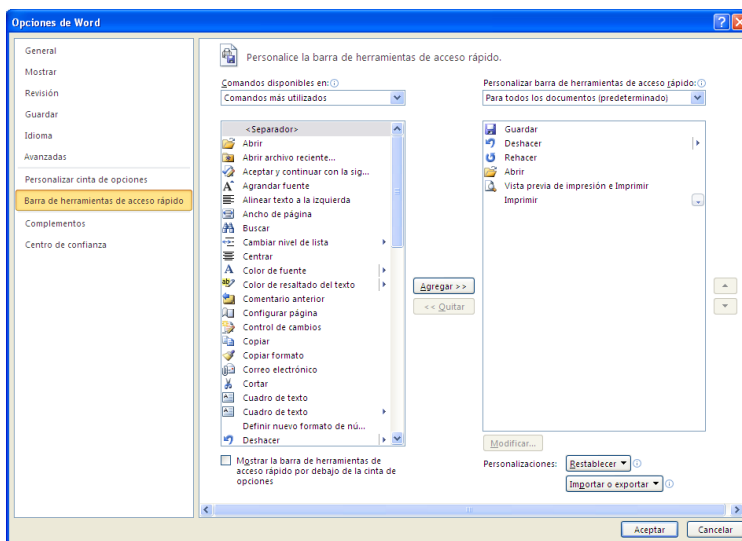 Opciones de Word
General
Mostrar
Revisión
Guardar
Idioma
Avanzadas
Personalizar cinta de opciones
Barra de herramientas de acceso rápido
Complementos
Centro de confianza
Personalice la barra de herramientas de acceso rápido.
Comandos disponibles en:
Comandos más utilizados
<Separador>
Abrir
Abrir archivo reciente...
Aceptar y continuar con la sig...
Agrandar fuente
Alinear texto a la izquierda
Ancho de página
Buscar
Cambiar nivel de lista
Centrar
Color de fuente
Color de resaltado del texto
Comentario anterior
Configurar página
Control de cambios
Copiar
Copiar formato
Correo electrónico
Cortar
Cuadro de texto
Cuadro de texto
Definir nuevo formato de nú...
Deshacer
Mostrar la barra de herramientas de
acceso rápido por debajo de la cinta de
opciones
Agregar >>
<< Quitar
Personalizar barra de herramientas de acceso rápido:
Para todos los documentos (predeterminado)
Guardar
Deshacer
Rehacer
Abrir
Vista previa de impresión e Imprimir
Imprimir
Modificar...
Personalizaciones:
Restablecer
Importar o exportar
Aceptar
Cancelar